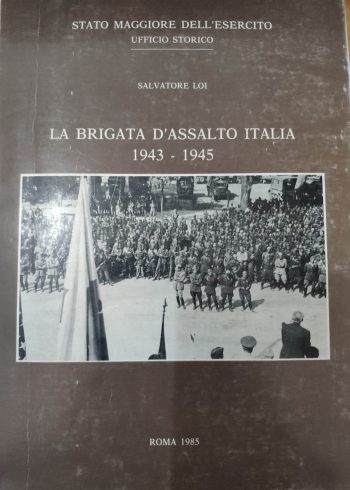 STATO MAGGIORE DELL'ESERCITO
UFFICIO STORICO
SALVATORE LOI
LA BRIGATA D'ASSALTO ITALIA
1943 - 1945
ROMA 1985